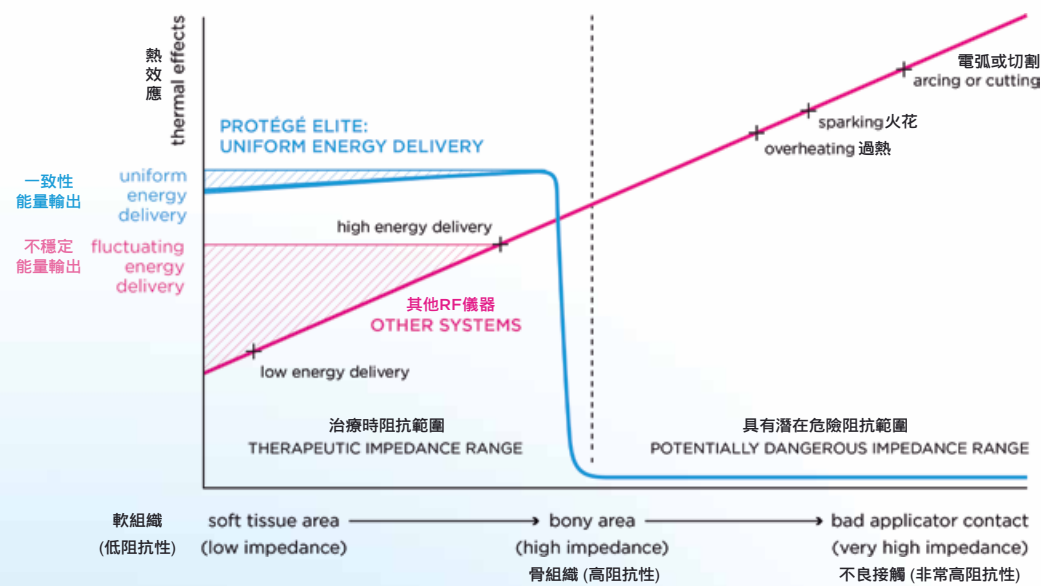 熱效應
thermal effects
PROTÉGÉ ELITE:
UNIFORM ENERGY DELIVERY
一致性
能量輸出
uniform
energy
delivery
不穩定
能量輸出
fluctuating
energy
delivery
high energy delivery
low energy delivery
其他RF儀器
OTHER SYSTEMS
電弧或切割
arcing or cutting
sparking火花
overheating 過熱
治療時阻抗範圍
THERAPEUTIC IMPEDANCE RANGE
具有潛在危險阻抗範圍
POTENTIALLY DANGEROUS IMPEDANCE RANGE
軟組織
(低阻抗性)
soft tissue area
(low impedance)
bony area
(high impedance)
骨組織 (高阻抗性)
bad applicator contact
(very high impedance)
不良接觸 (非常高阻抗性)